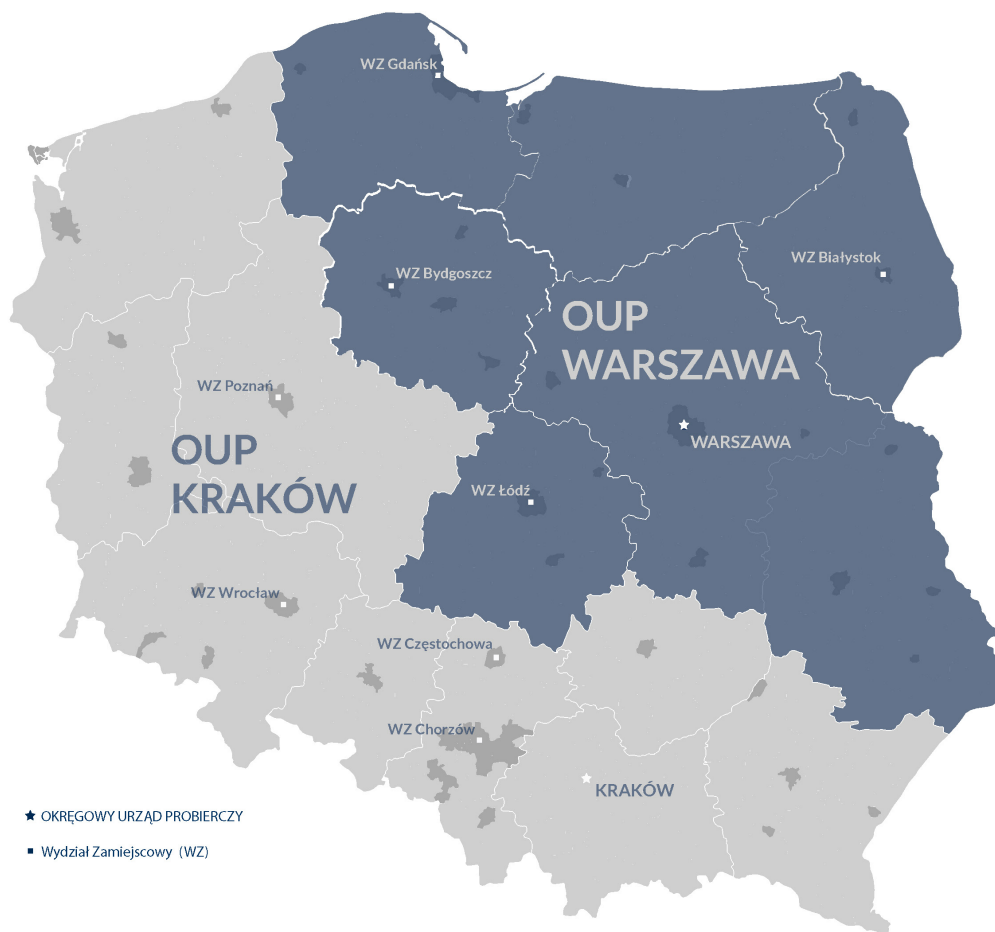 WZ Gdańsk
WZ Białystok
WZ Bydgoszcz
OUP
WARSZAWA
WZ Poznań
WARSZAWA
OUP
KRAKÓW
WZ Łódź
WZ Wrocław
WZ Częstochowa
WZ Chorzów
KRAKÓW
OKRĘGOWY URZĄD PROBIERCZY
Wydział Zamiejscowy (WZ)